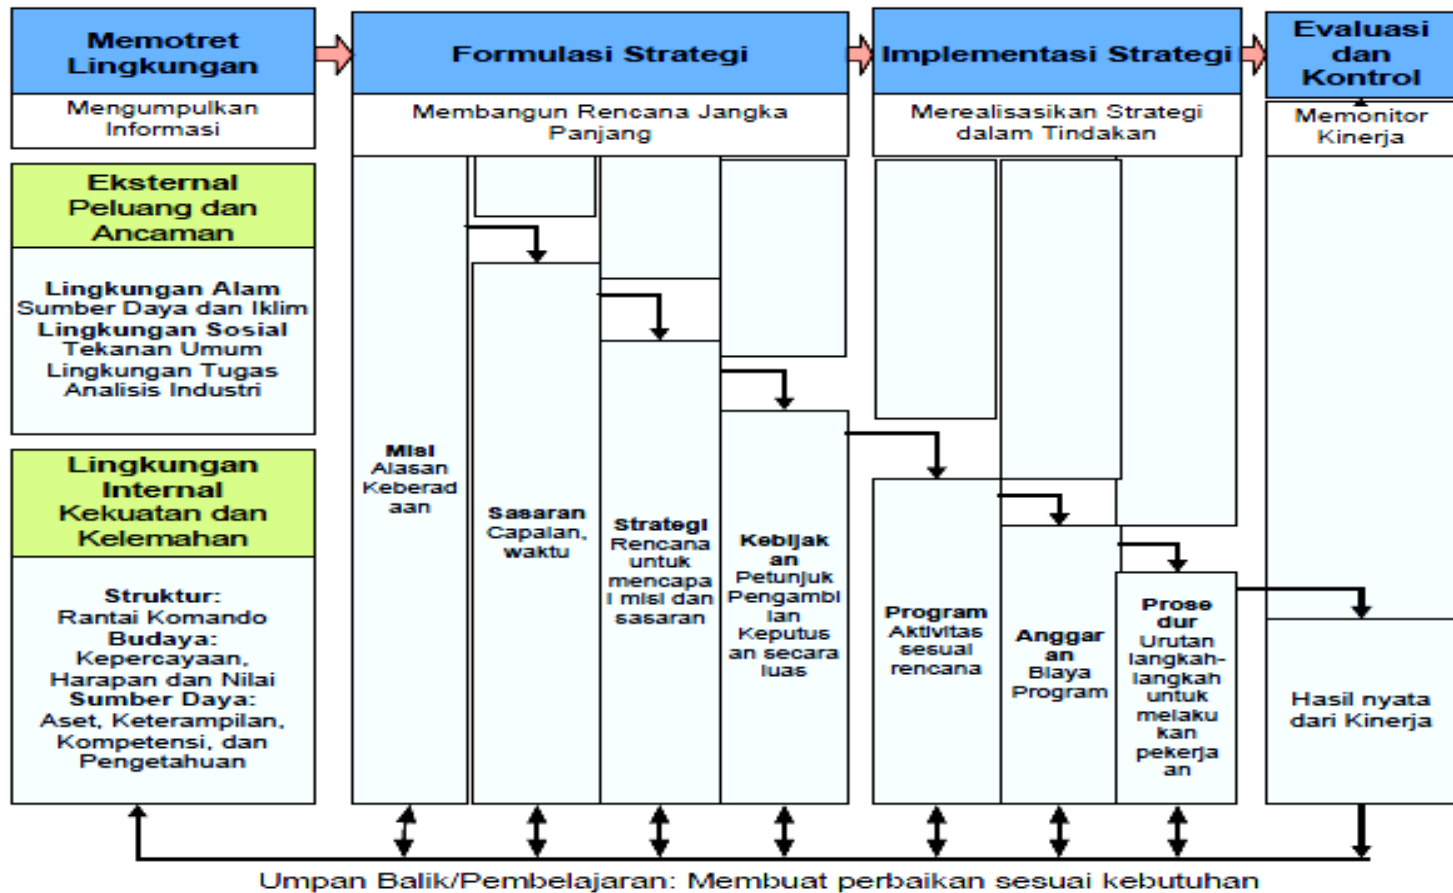 Memotret
Lingkungan
Mengumpulkan
Informasi
Eksternal
Peluang dan
Ancaman
Lingkungan Alam
Sumber Daya dan Iklim
Lingkungan Sosial
Tekanan Umum
Lingkungan Tugas
Analisis Industri
Lingkungan
Internal
Kekuatan dan
Kelemahan
Struktur:
Rantai Komando
Budaya:
Kepercayaan,
Harapan dan Nilai
Sumber Daya:
Aset, Keterampilan,
Kompetensi, dan
Pengetahuan
Formulasi Strategi
Membangun Rencana Jangka
Panjang
Misi
Alasan
Keberad
aan
Sasaran
Capaian,
waktu
Strategi
Rencana
untuk
mencapa
i misi dan
sasaran
Kebijak
an
Petunjuk
Pengambi
lan
Keputus
an secara
luas
Implementasi Strategi
Merealisasikan Strategi
dalam Tindakan
Program
Aktivitas
sesuai
rencana
Anggar
an
Biaya
Program
Prose
dur
Urutan
langkah-
langkah
untuk
melaku
kan
pekerja
an
Evaluasi
dan
Kontrol
Memonitor
Kinerja
Hasil nyata
dari Kinerja
Umpan Balik/Pembelajaran: Membuat perbaikan sesuai kebutuhan